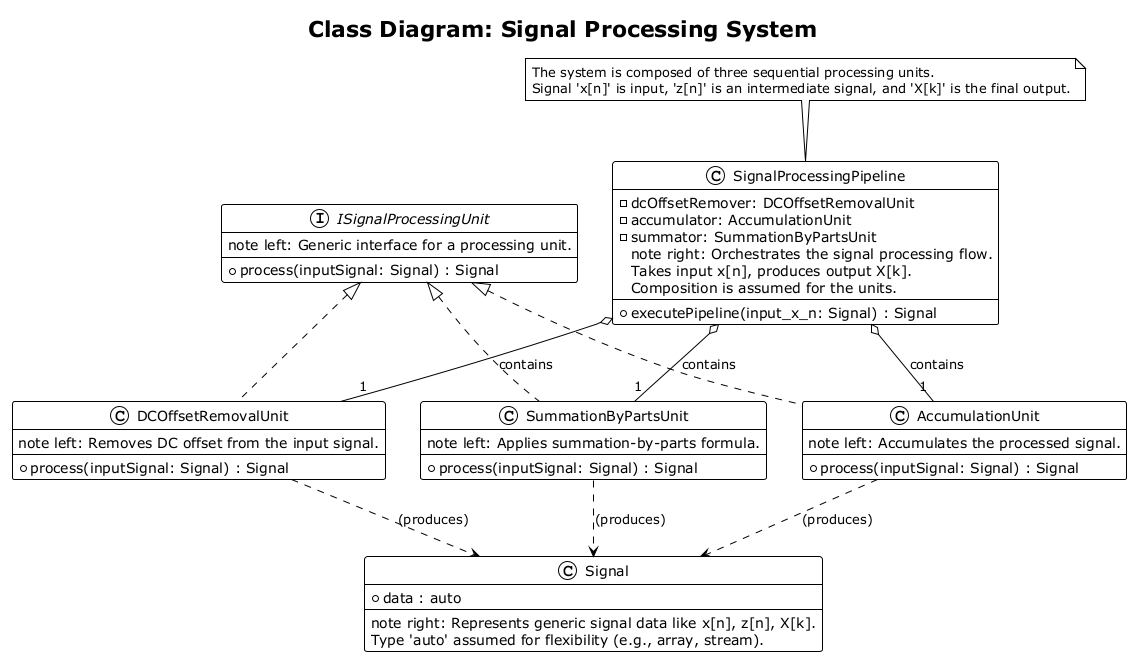 Class Diagram: Signal Processing System
The system is composed of three sequential processing units.
Signal 'x[n]' is input, 'z[n]' is an intermediate signal, and 'X[k]' is the final output.
C SignalProcessingPipeline
dcOffsetRemover: DCOffsetRemovalUnit
accumulator: AccumulationUnit
summator: SummationByPartsUnit
note right: Orchestrates the signal processing flow.
Takes input x[n], produces output X[k].
Composition is assumed for the units.
executePipeline(input_x_n: Signal) : Signal
I ISignalProcessingUnit
note left: Generic interface for a processing unit.
process(inputSignal: Signal) : Signal
contains
contains
contains
1
1
1
C DCOffsetRemovalUnit
note left: Removes DC offset from the input signal.
process(inputSignal: Signal) : Signal
C SummationByPartsUnit
note left: Applies summation-by-parts formula.
process(inputSignal: Signal) : Signal
C AccumulationUnit
note left: Accumulates the processed signal.
process(inputSignal: Signal) : Signal
(produces)
(produces)
(produces)
C Signal
data : auto
note right: Represents generic signal data like x[n], z[n], X[k].
Type 'auto' assumed for flexibility (e.g., array, stream).